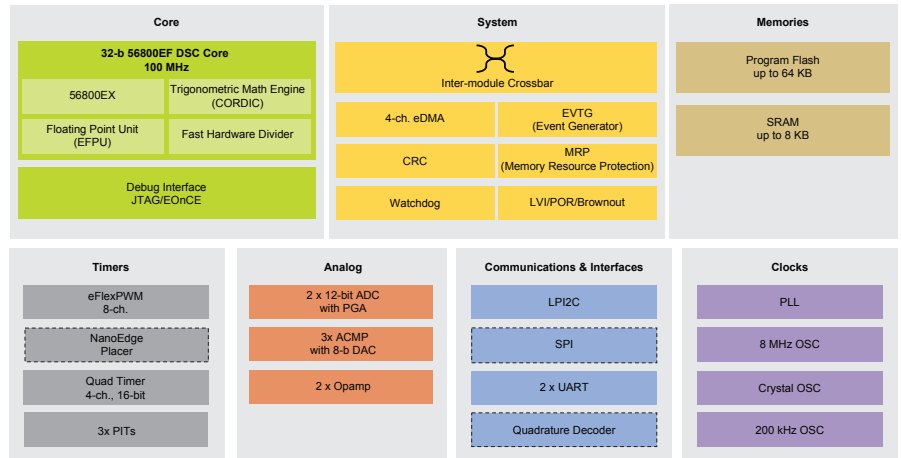 Core
32-b 56800EF DSC Core
100 MHz
56800EX
Trigonometric Math Engine
(CORDIC)
Floating Point Unit
(EFPU)
Fast Hardware Divider
Debug Interface
JTAG/EOnCE
System
Inter-module Crossbar
4-ch. eDMA
EVTG
(Event Generator)
CRC
MRP
(Memory Resource Protection)
Watchdog
LVI/POR/Brownout
Memories
Program Flash
up to 64 KB
SRAM
up to 8 KB
Timers
eFlexPWM
8-ch.
NanoEdge
Placer
Quad Timer
4-ch., 16-bit
3x PITs
Analog
2 x 12-bit ADC
with PGA
3x ACMP
with 8-b DAC
2 x Opamp
Communications & Interfaces
LPI2C
SPI
2 x UART
Quadrature Decoder
Clocks
PLL
8 MHz OSC
Crystal OSC
200 kHz OSC